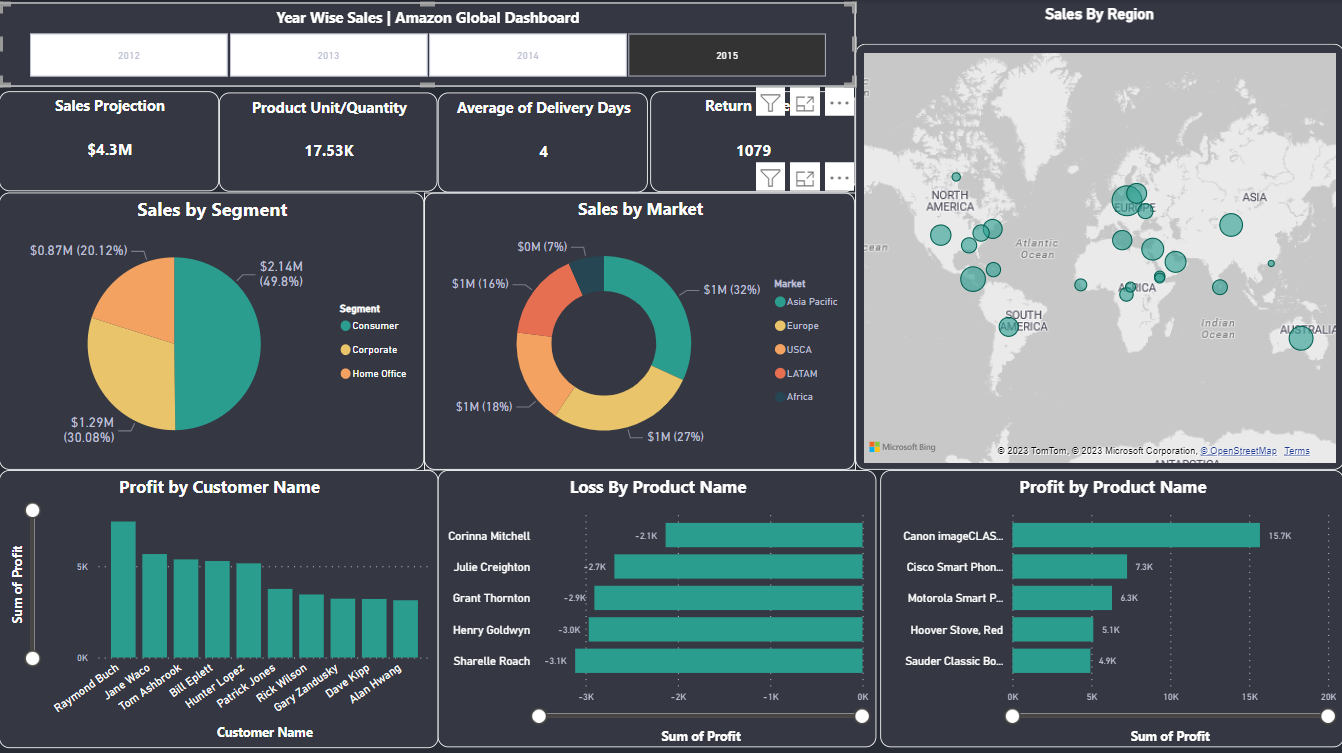 Year Wise Sales | Amazon Global Dashboard
2012
2013
2014
2015
Sales By Region
Sales Projection
$4.3M
Product Unit/Quantity
17.53K
Average of Delivery Days
4
Return
1079
Sales by Segment
$0.87M (20.12%)
$2.14M
(49.8%)
$1.29M
(30.08%)
Segment
Consumer
Corporate
Home Office
Sales by Market
$0M (7%)
$1M (16%)
$1M (32%)
$1M (18%)
$1M (27%)
Market
Asia Pacific
Europe
USCA
LATAM
Africa
NORTH
AMERICA
EUROPE
ASIA
Atlantic
Ocean
AFRICA
SOUTH
AMERICA
Indian
Ocean
AUSTRALIA
Microsoft Bing
© 2023 TomTom, © 2023 Microsoft Corporation, © OpenStreetMap Terms
ANTARCTICA
Profit by Customer Name
Sum of Profit
5K
0K
Raymond Buch
Jane Waco
Tom Ashbrook
Bill Eplett
Hunter Lopez
Patrick Jones
Rick Wilson
Gary Zandusky
Dave Kipp
Alan Hwang
Customer Name
Loss By Product Name
Corinna Mitchell -2.1K
Julie Creighton -2.7K
Grant Thornton -2.9K
Henry Goldwyn -3.0K
Sharelle Roach -3.1K
-3K -2K -1K 0K
Sum of Profit
Profit by Product Name
Canon imageCLAS... 15.7K
Cisco Smart Phon... 7.3K
Motorola Smart P... 6.3K
Hoover Stove, Red 5.1K
Sauder Classic Bo... 4.9K
0K 5K 10K 15K 20K
Sum of Profit